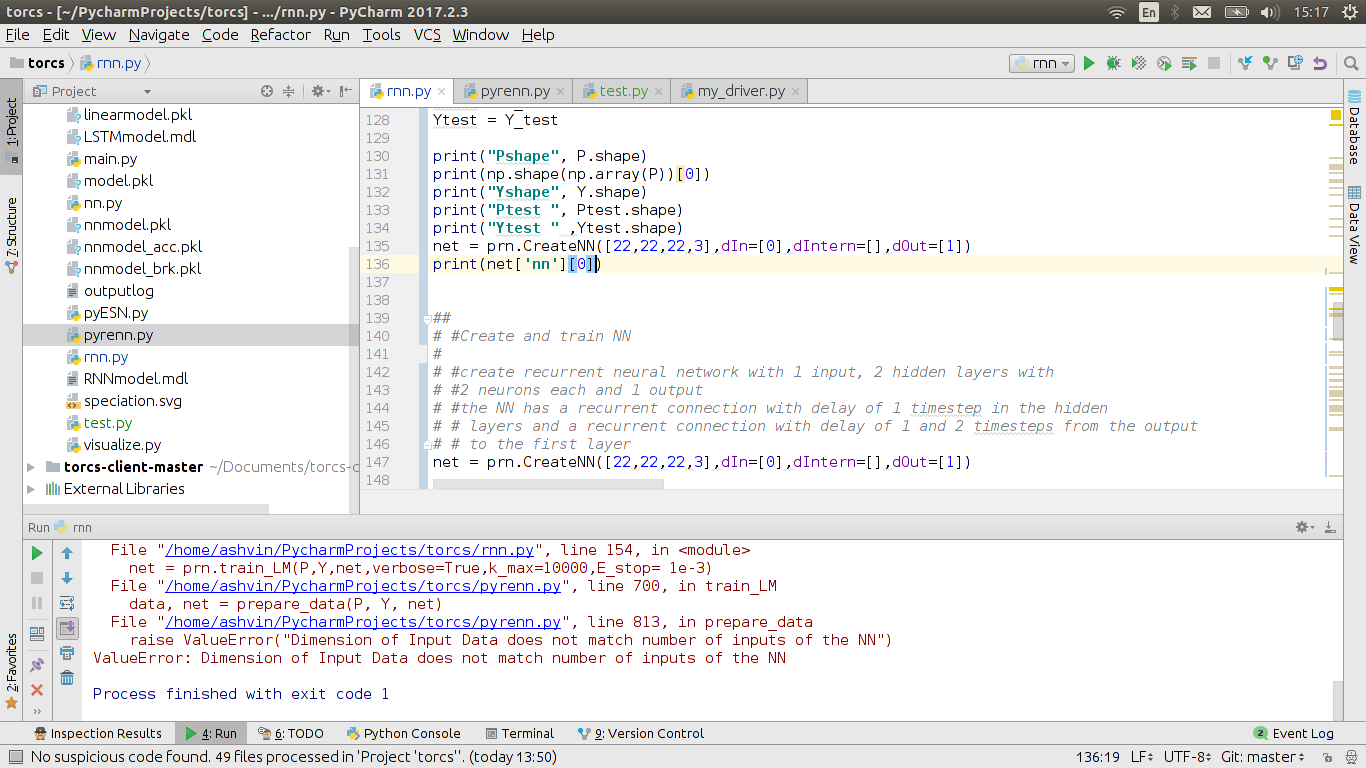 torcs - [~/PycharmProjects/torcs] - .../rnn.py - PyCharm 2017.2.3
En
15:17
File Edit View Navigate Code Refactor Run Tools VCS Window Help
torcs rnn.py
rnn
1: Project
7: Structure
2: Favorites
Project
linearmodel.pkl
LSTMmodel.mdl
main.py
model.pkl
nn.py
nnmodel.pkl
nnmodel_acc.pkl
nnmodel_brk.pkl
outputlog
pyESN.py
pyrenn.py
rnn.py
RNNmodel.mdl
speciation.svg
test.py
visualize.py
torcs-client-master ~/Documents/torcs-c
External Libraries
rnn.py × pyrenn.py × test.py × my_driver.py ×
128 Ytest = Y_test
129
130 print("Pshape", P.shape)
131 print(np.shape(np.array(P))[0])
132 print("Yshape", Y.shape)
133 print("Ptest ", Ptest.shape)
134 print("Ytest " ,Ytest.shape)
135 net = prn.CreateNN([22,22,22,3],dIn=[0],dIntern=[],dOut=[1])
136 print(net['nn'][0])
137
138
139 ##
140 # #Create and train NN
141 #
142 # #create recurrent neural network with 1 input, 2 hidden layers with
143 # #2 neurons each and 1 output
144 # #the NN has a recurrent connection with delay of 1 timestep in the hidden
145 # # layers and a recurrent connection with delay of 1 and 2 timesteps from the output
146 # # to the first layer
147 net = prn.CreateNN([22,22,22,3],dIn=[0],dIntern=[],dOut=[1])
148
Database
Data View
Run rnn
File "/home/ashvin/PycharmProjects/torcs/rnn.py", line 154, in <module>
net = prn.train_LM(P,Y,net,verbose=True,k_max=10000,E_stop= 1e-3)
File "/home/ashvin/PycharmProjects/torcs/pyrenn.py", line 700, in train_LM
data, net = prepare_data(P, Y, net)
File "/home/ashvin/PycharmProjects/torcs/pyrenn.py", line 813, in prepare_data
raise ValueError("Dimension of Input Data does not match number of inputs of the NN")
ValueError: Dimension of Input Data does not match number of inputs of the NN
Process finished with exit code 1
Inspection Results 4: Run 6: TODO Python Console Terminal 9: Version Control 2 Event Log
No suspicious code found. 49 files processed in 'Project 'torcs''. (today 13:50) 136:19 LF UTF-8 Git: master